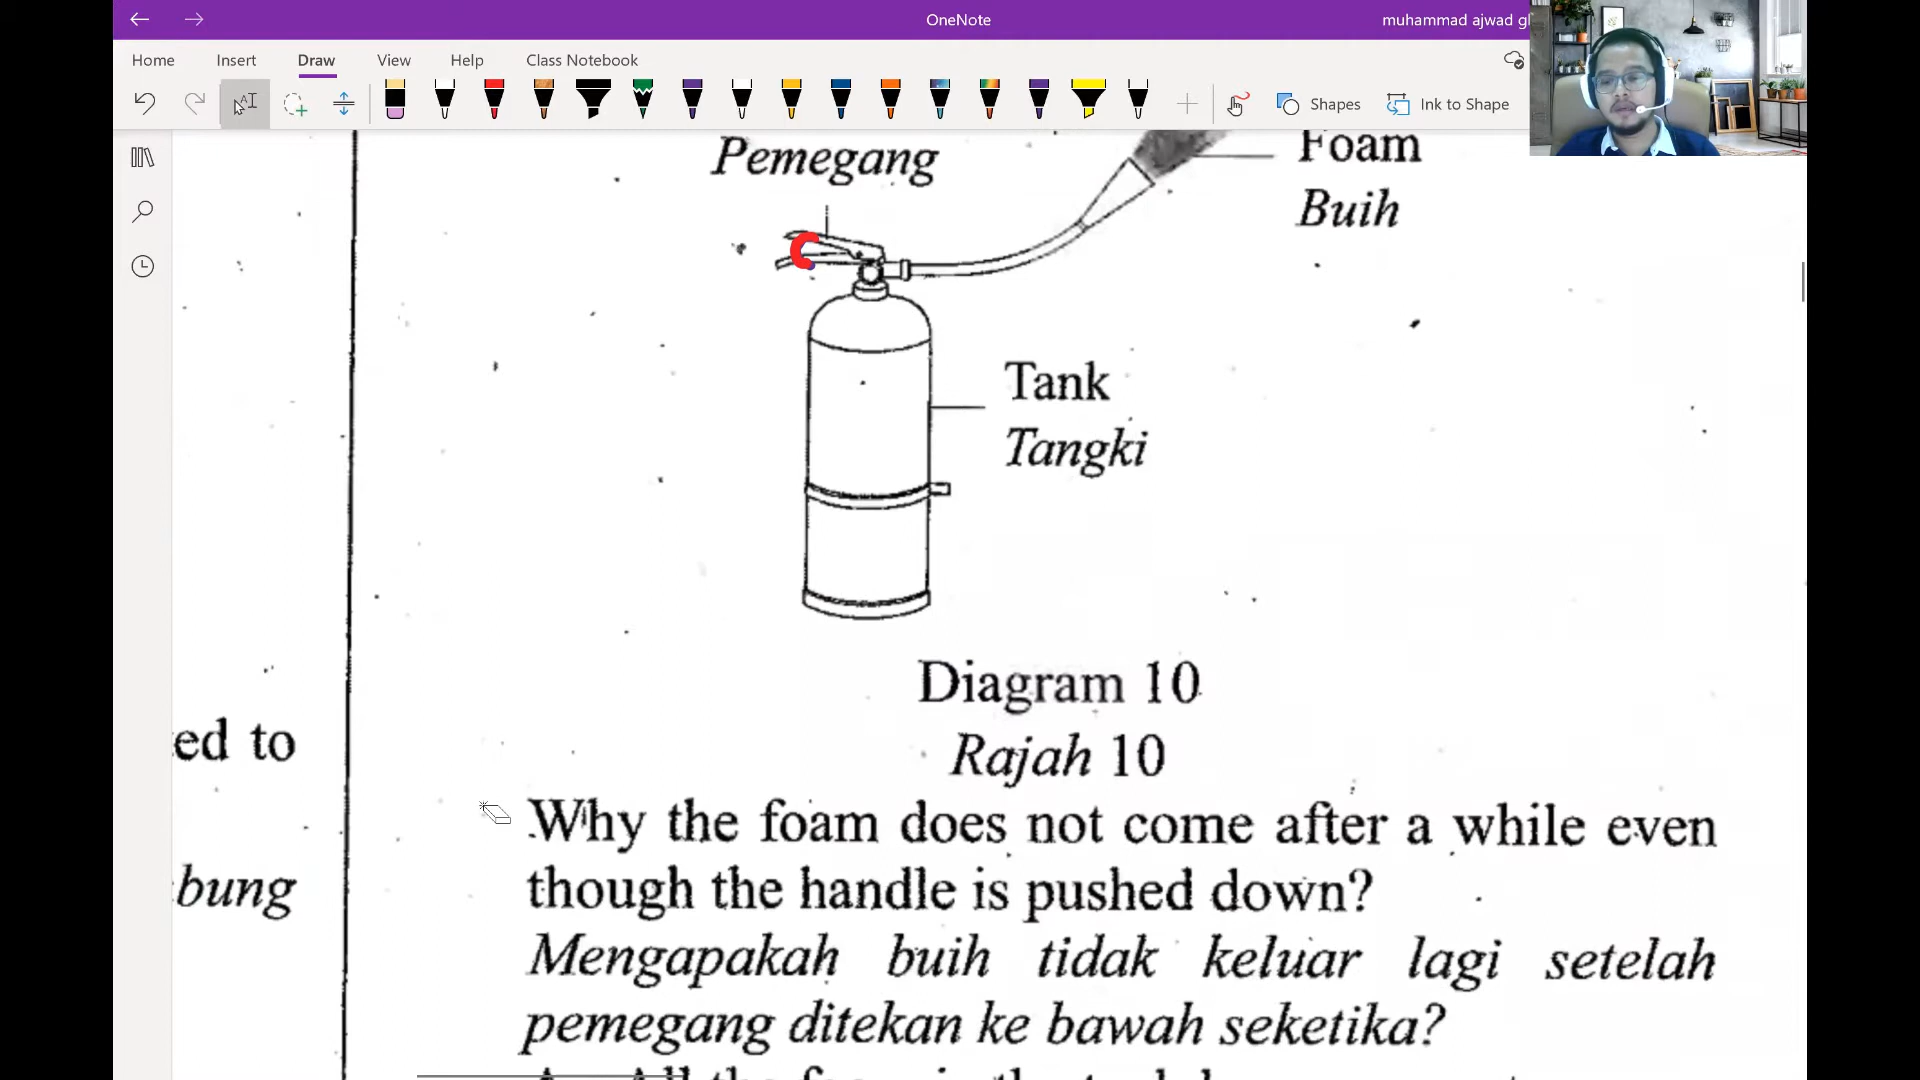 OneNote
muhammad ajwad
Home
Insert
Draw
View
Help
Class Notebook
Shapes
Ink to Shape
Pemegang
Foam
Buih
Tank
Tangki
Diagram 10
Rajah 10
ed to
bung
Why the foam does not come after a while even
though the handle is pushed down?
Mengapakah buih tidak keluar lagi setelah
pemegang ditekan ke bawah seketika?